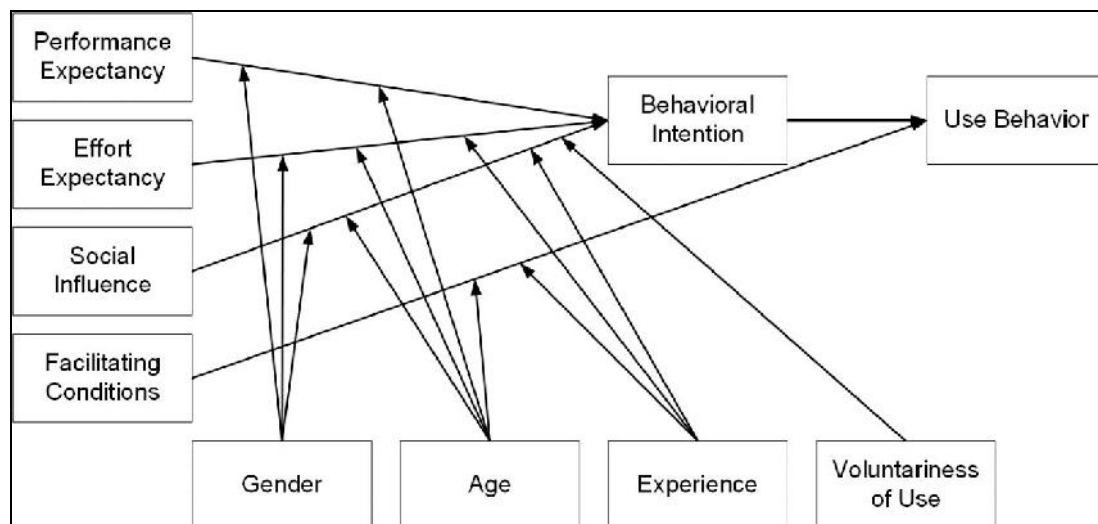 Performance
Expectancy
Effort
Expectancy
Social
Influence
Facilitating
Conditions
Behavioral
Intention
Use Behavior
Gender
Age
Experience
Voluntariness
of Use